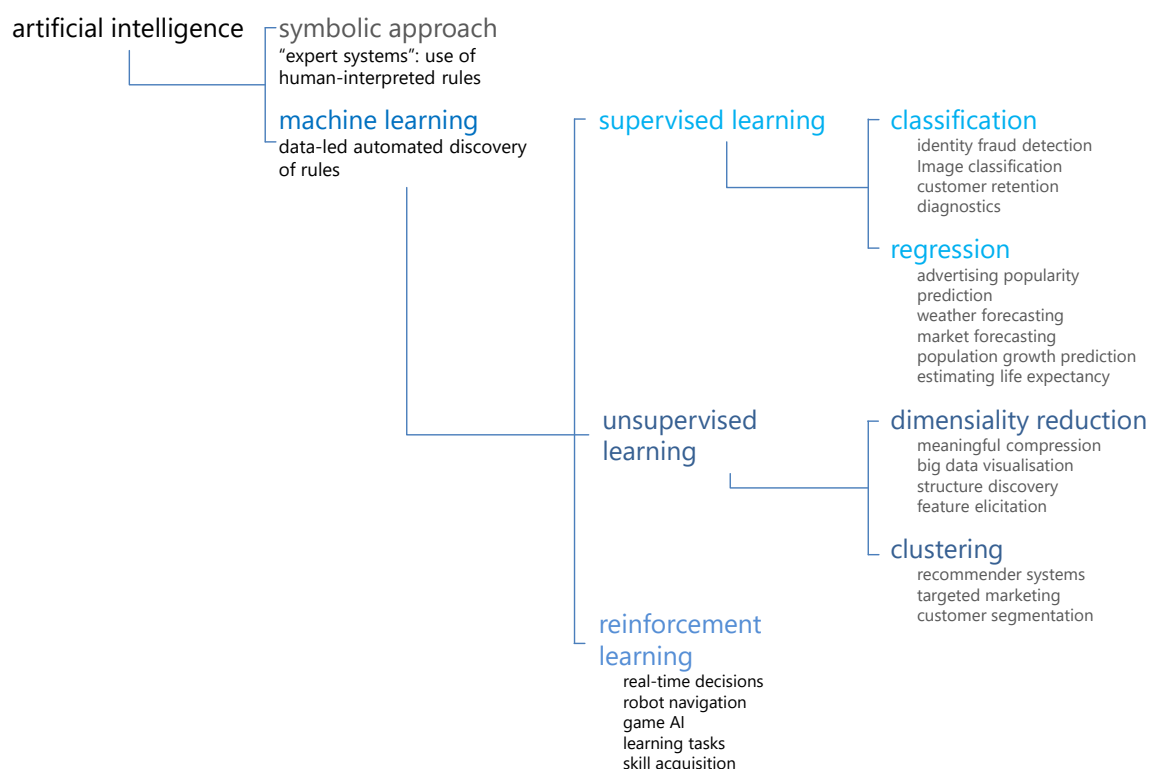 artificial intelligence
symbolic approach
“expert systems”: use of
human-interpreted rules
machine learning
data-led automated discovery
of rules
supervised learning
classification
identity fraud detection
Image classification
customer retention
diagnostics
regression
advertising popularity
prediction
weather forecasting
market forecasting
population growth prediction
estimating life expectancy
unsupervised
learning
dimensiality reduction
meaningful compression
big data visualisation
structure discovery
feature elicitation
clustering
recommender systems
targeted marketing
customer segmentation
reinforcement
learning
real-time decisions
robot navigation
game AI
learning tasks
skill acquisition